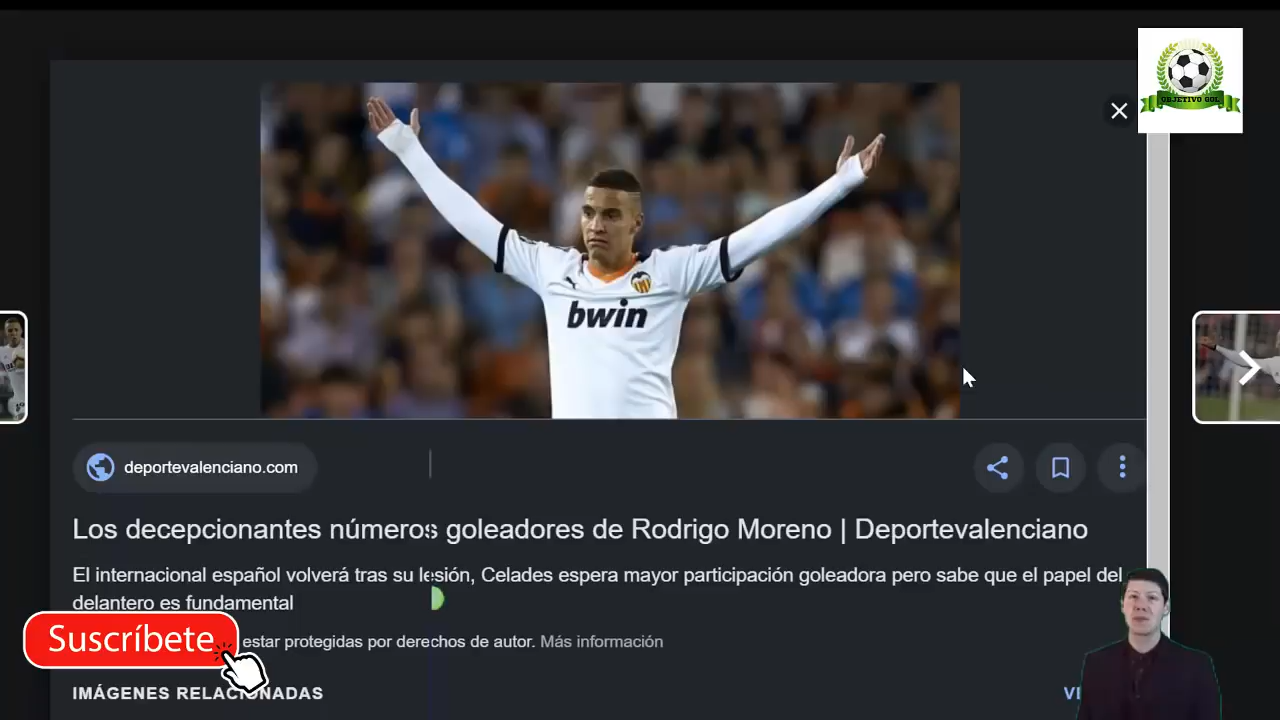 OBJETIVO GOL
bwin
deportevalenciano.com
Los decepcionantes números goleadores de Rodrigo Moreno | Deportevalenciano
El internacional español volverá tras su lesión, Celades espera mayor participación goleadora pero sabe que el papel del
delantero es fundamental
Suscríbete
estar protegidas por derechos de autor. Más información
IMÁGENES RELACIONADAS